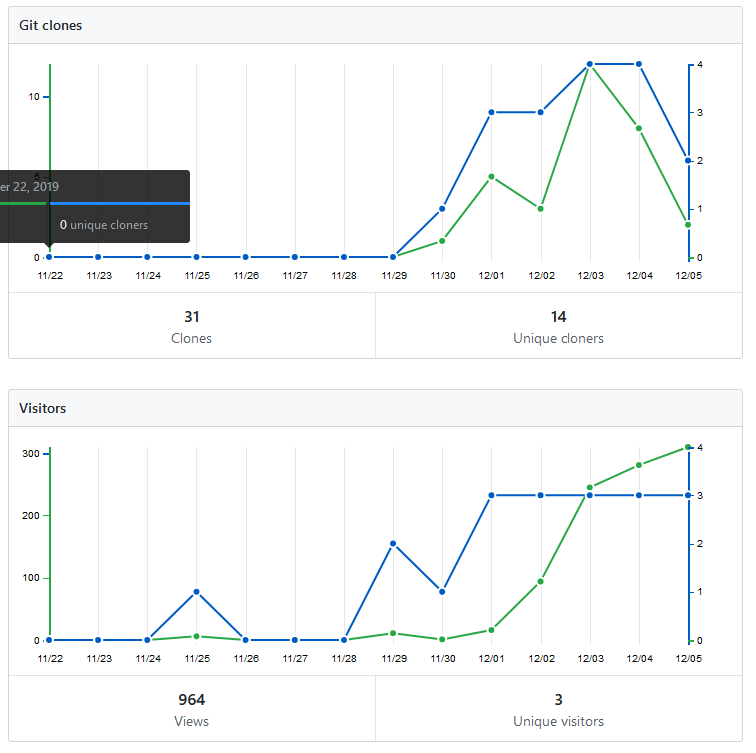 Git clones
10
5
0
4
3
2
1
0
er 22, 2019
0 unique cloners
11/22 11/23 11/24 11/25 11/26 11/27 11/28 11/29 11/30 12/01 12/02 12/03 12/04 12/05
31 14
Clones Unique cloners
Visitors
300
200
100
0
4
3
2
1
0
11/22 11/23 11/24 11/25 11/26 11/27 11/28 11/29 11/30 12/01 12/02 12/03 12/04 12/05
964 3
Views Unique visitors